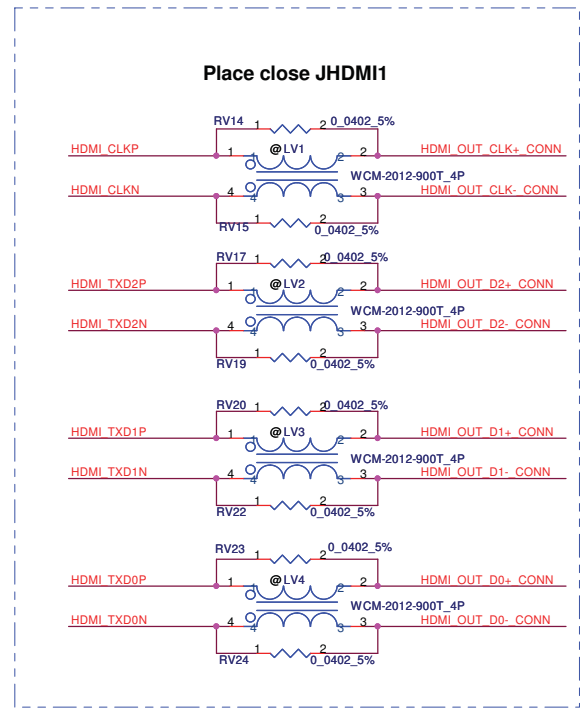 Place close JHDMI1
RV14 1 2 0_0402_5%
HDMI_CLKP 1 1 @LV1 2 2 HDMI_OUT_CLK+_CONN
WCM-2012-900T_4P
HDMI_CLKN 4 4 3 3 HDMI_OUT_CLK-_CONN
RV15 1 2 0_0402_5%
RV17 1 2 0_0402_5%
HDMI_TXD2P 1 1 @LV2 2 2 HDMI_OUT_D2+_CONN
WCM-2012-900T_4P
HDMI_TXD2N 4 4 3 3 HDMI_OUT_D2-_CONN
RV19 1 2 0_0402_5%
RV20 1 2 0_0402_5%
HDMI_TXD1P 1 1 @LV3 2 2 HDMI_OUT_D1+_CONN
WCM-2012-900T_4P
HDMI_TXD1N 4 4 3 3 HDMI_OUT_D1-_CONN
RV22 1 2 0_0402_5%
RV23 1 2 0_0402_5%
HDMI_TXD0P 1 1 @LV4 2 2 HDMI_OUT_D0+_CONN
WCM-2012-900T_4P
HDMI_TXD0N 4 4 3 3 HDMI_OUT_D0-_CONN
RV24 1 2 0_0402_5%